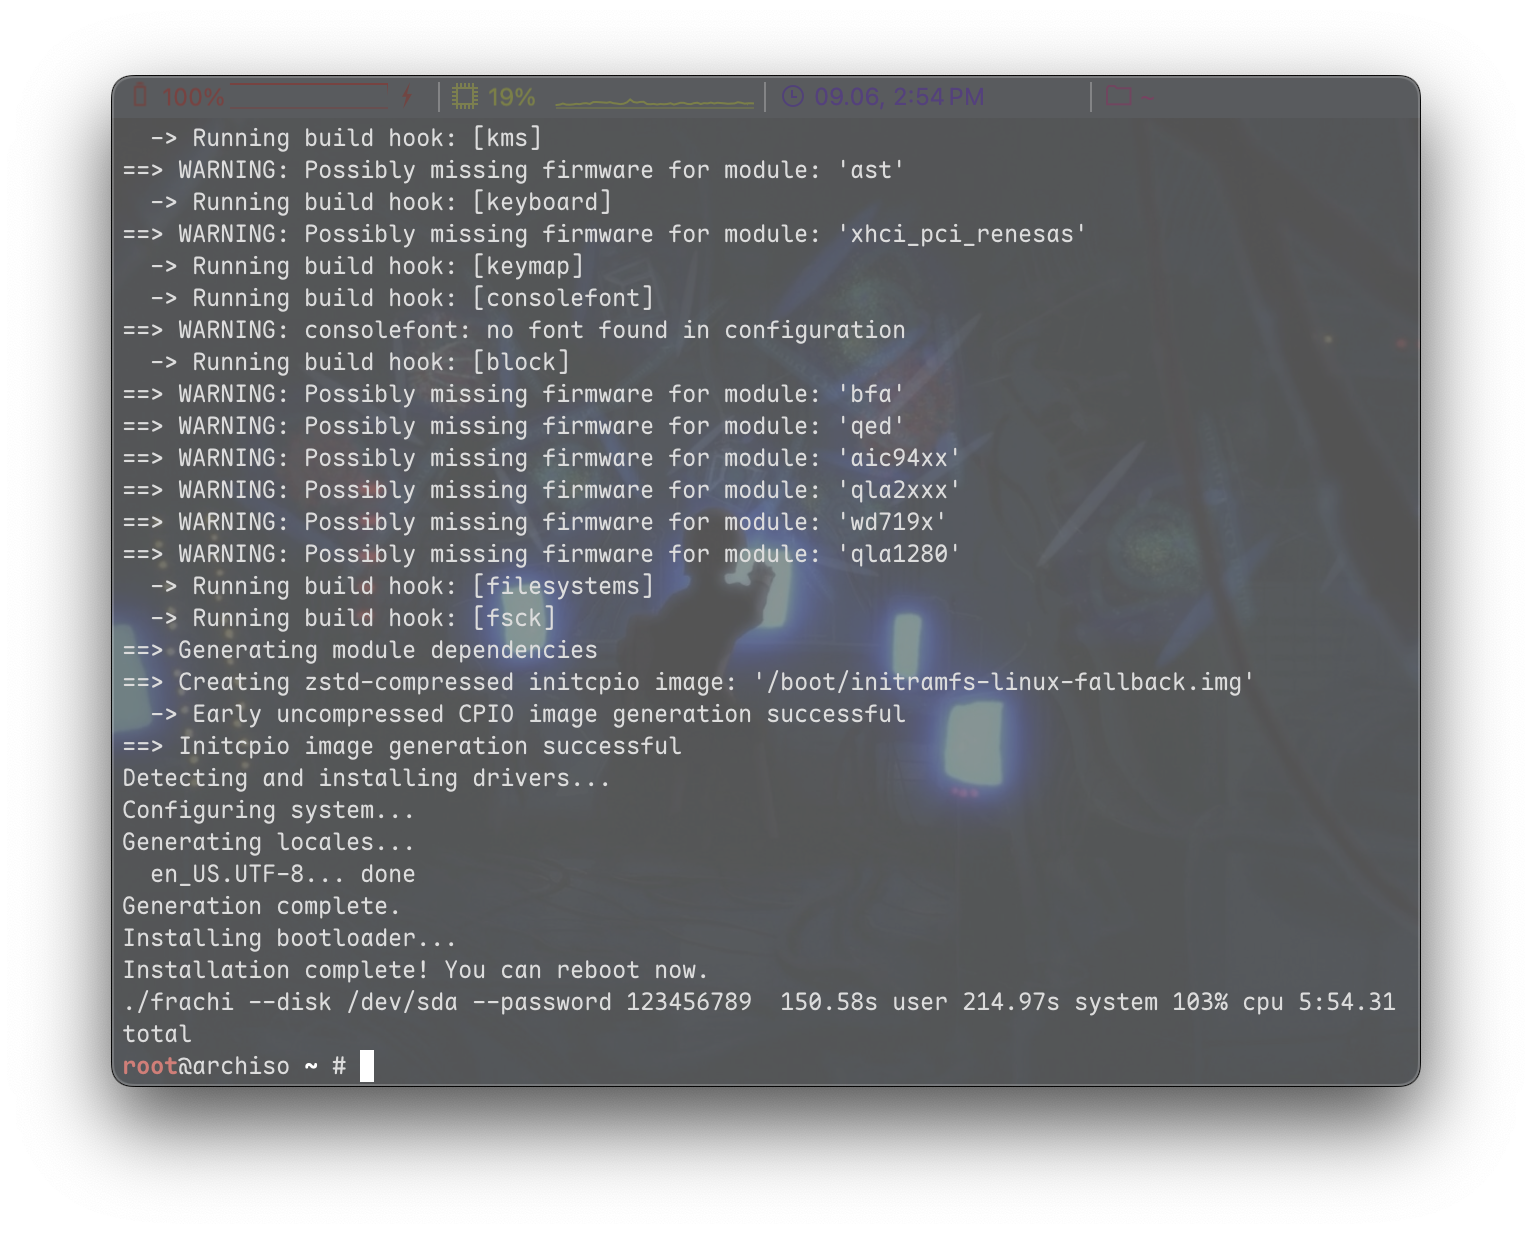 100%
19%
09.06, 2:54 PM
~
-> Running build hook: [kms]
==> WARNING: Possibly missing firmware for module: 'ast'
-> Running build hook: [keyboard]
==> WARNING: Possibly missing firmware for module: 'xhci_pci_renesas'
-> Running build hook: [keymap]
-> Running build hook: [consolefont]
==> WARNING: consolefont: no font found in configuration
-> Running build hook: [block]
==> WARNING: Possibly missing firmware for module: 'bfa'
==> WARNING: Possibly missing firmware for module: 'qed'
==> WARNING: Possibly missing firmware for module: 'aic94xx'
==> WARNING: Possibly missing firmware for module: 'qla2xxx'
==> WARNING: Possibly missing firmware for module: 'wd719x'
==> WARNING: Possibly missing firmware for module: 'qla1280'
-> Running build hook: [filesystems]
-> Running build hook: [fsck]
==> Generating module dependencies
==> Creating zstd-compressed initcpio image: '/boot/initramfs-linux-fallback.img'
-> Early uncompressed CPIO image generation successful
==> Initcpio image generation successful
Detecting and installing drivers...
Configuring system...
Generating locales...
en_US.UTF-8... done
Generation complete.
Installing bootloader...
Installation complete! You can reboot now.
./frachi --disk /dev/sda --password 123456789  150.58s user 214.97s system 103% cpu 5:54.31
total
root@archiso ~ #